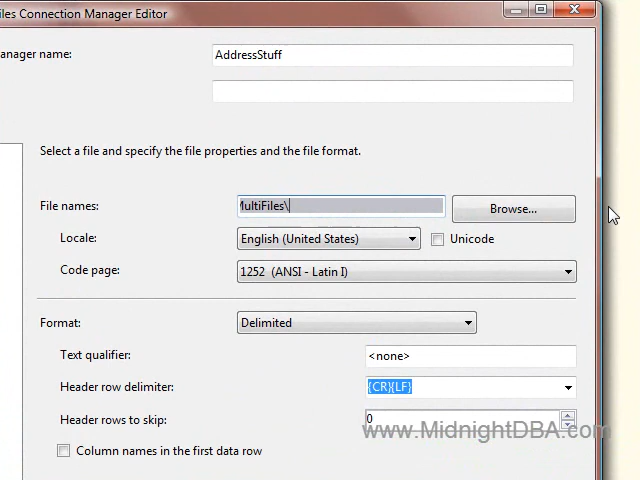 iles Connection Manager Editor
anager name:
AddressStuff
Select a file and specify the file properties and the file format.
File names:
MultiFiles\
Browse...
Locale:
English (United States)
Unicode
Code page:
1252 (ANSI - Latin I)
Format:
Delimited
Text qualifier:
<none>
Header row delimiter:
{CR}{LF}
Header rows to skip:
0
www.MidnightDBA.com
Column names in the first data row